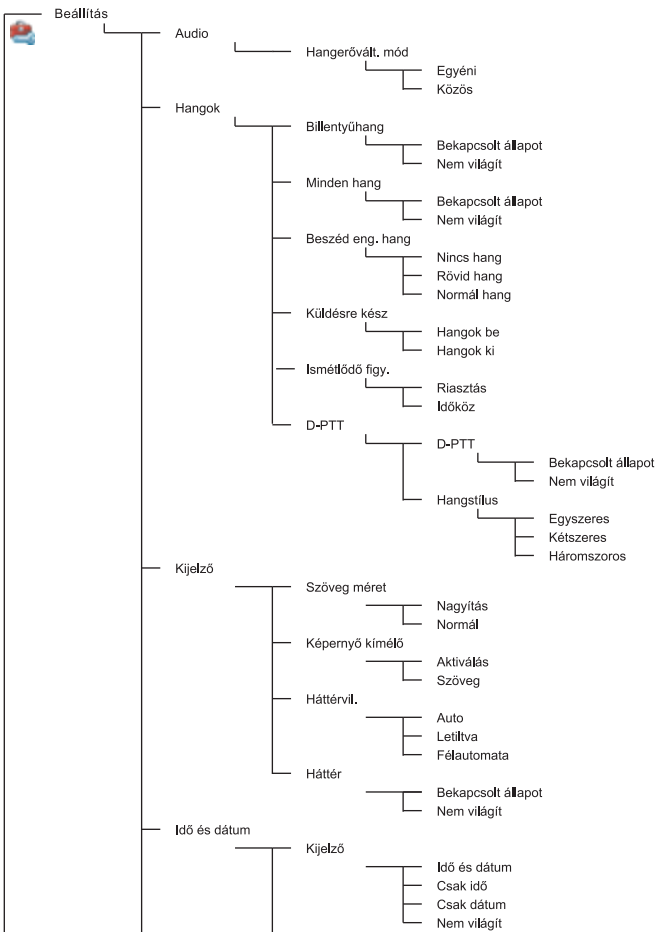 Beállítás
Audio
Hangerővált. mód
Egyéni
Közös
Hangok
Billentyűhang
Bekapcsolt állapot
Nem világít
Minden hang
Bekapcsolt állapot
Nem világít
Beszéd eng. hang
Nincs hang
Rövid hang
Normál hang
Küldésre kész
Hangok be
Hangok ki
Ismétlődő figy.
Riasztás
Időköz
D-PTT
D-PTT
Bekapcsolt állapot
Nem világít
Hangstílus
Egyszeres
Kétszeres
Háromszoros
Kijelző
Szöveg méret
Nagyítás
Normál
Képernyő kímélő
Aktiválás
Szöveg
Háttérvil.
Auto
Letiltva
Félautomata
Háttér
Bekapcsolt állapot
Nem világít
Idő és dátum
Kijelző
Idő és dátum
Csak idő
Csak dátum
Nem világít